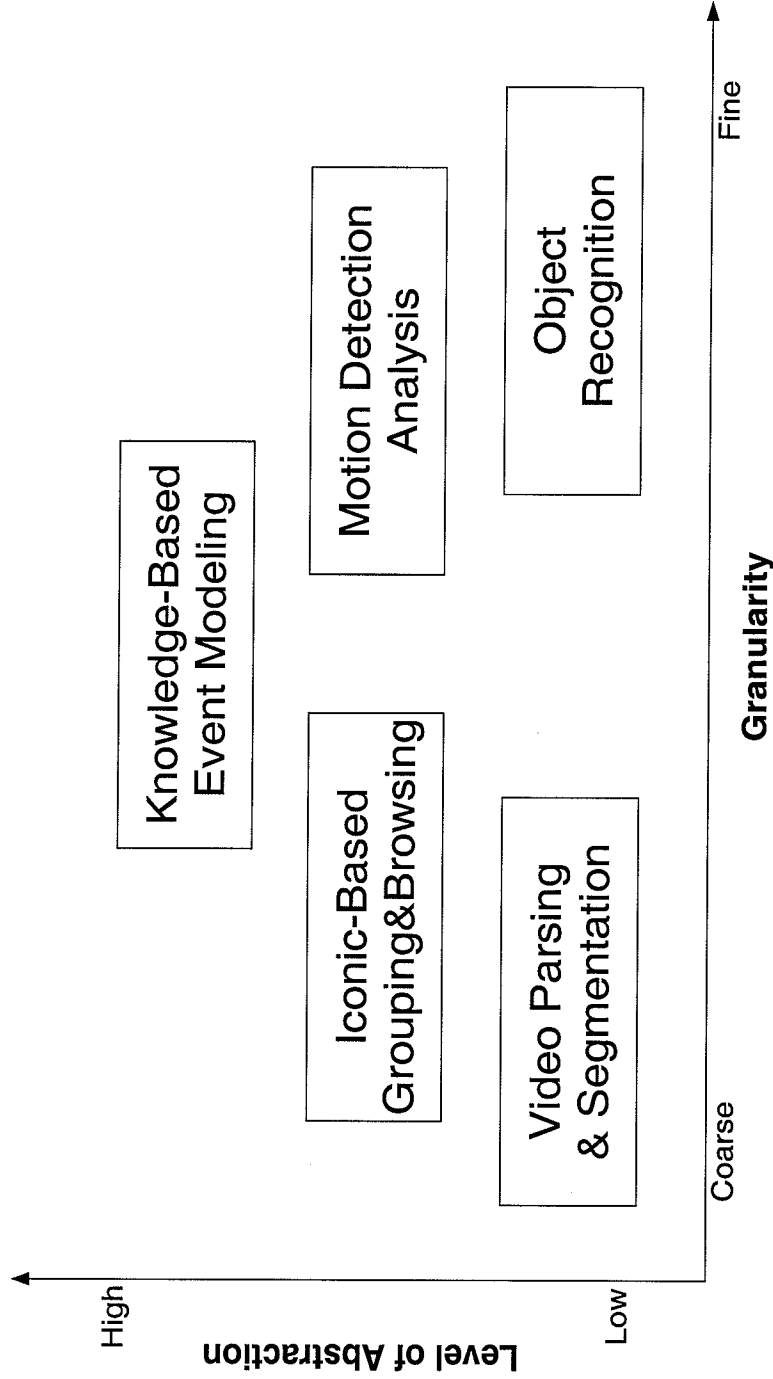 High
Knowledge-Based
Event Modeling
Level of Abstraction
Iconic-Based
Grouping&Browsing
Motion Detection
Analysis
Video Parsing
& Segmentation
Object
Recognition
Low
Coarse
Fine
Granularity